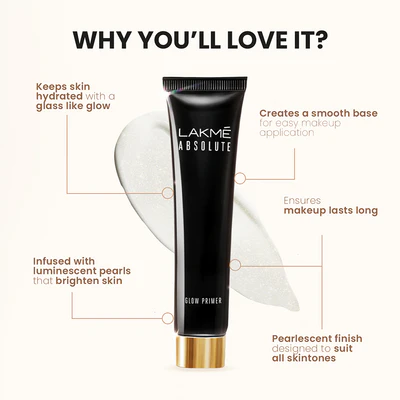 WHY YOU'LL LOVE IT?
Keeps skin
hydrated with a
glass like glow
LAKMÉ
ABSOLUTE
Creates a smooth base
for easy makeup
application
Ensures
makeup lasts long
Infused with
luminescent pearls
that brighten skin
GLOW PRIMER
Pearlescent finish
designed to suit
all skintones